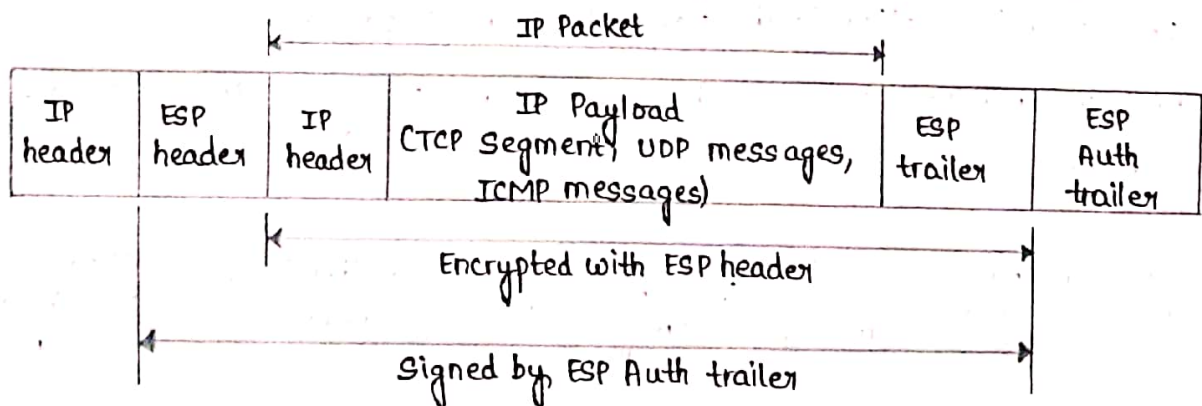 IP Packet
IP
header
ESP
header
IP
header
IP Payload
(TCP Segment, UDP messages,
ICMP messages)
ESP
trailer
ESP
Auth
trailer
Encrypted with ESP header
Signed by ESP Auth trailer